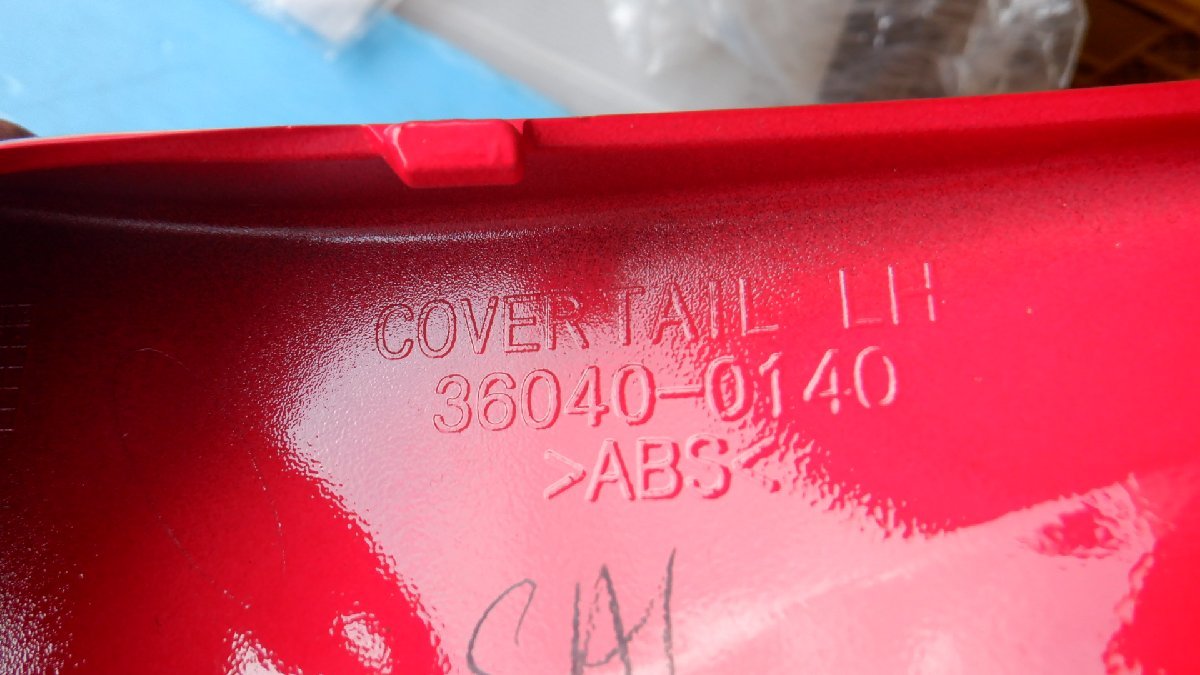 COVER TAIL LH
36040-0140
>ABS<